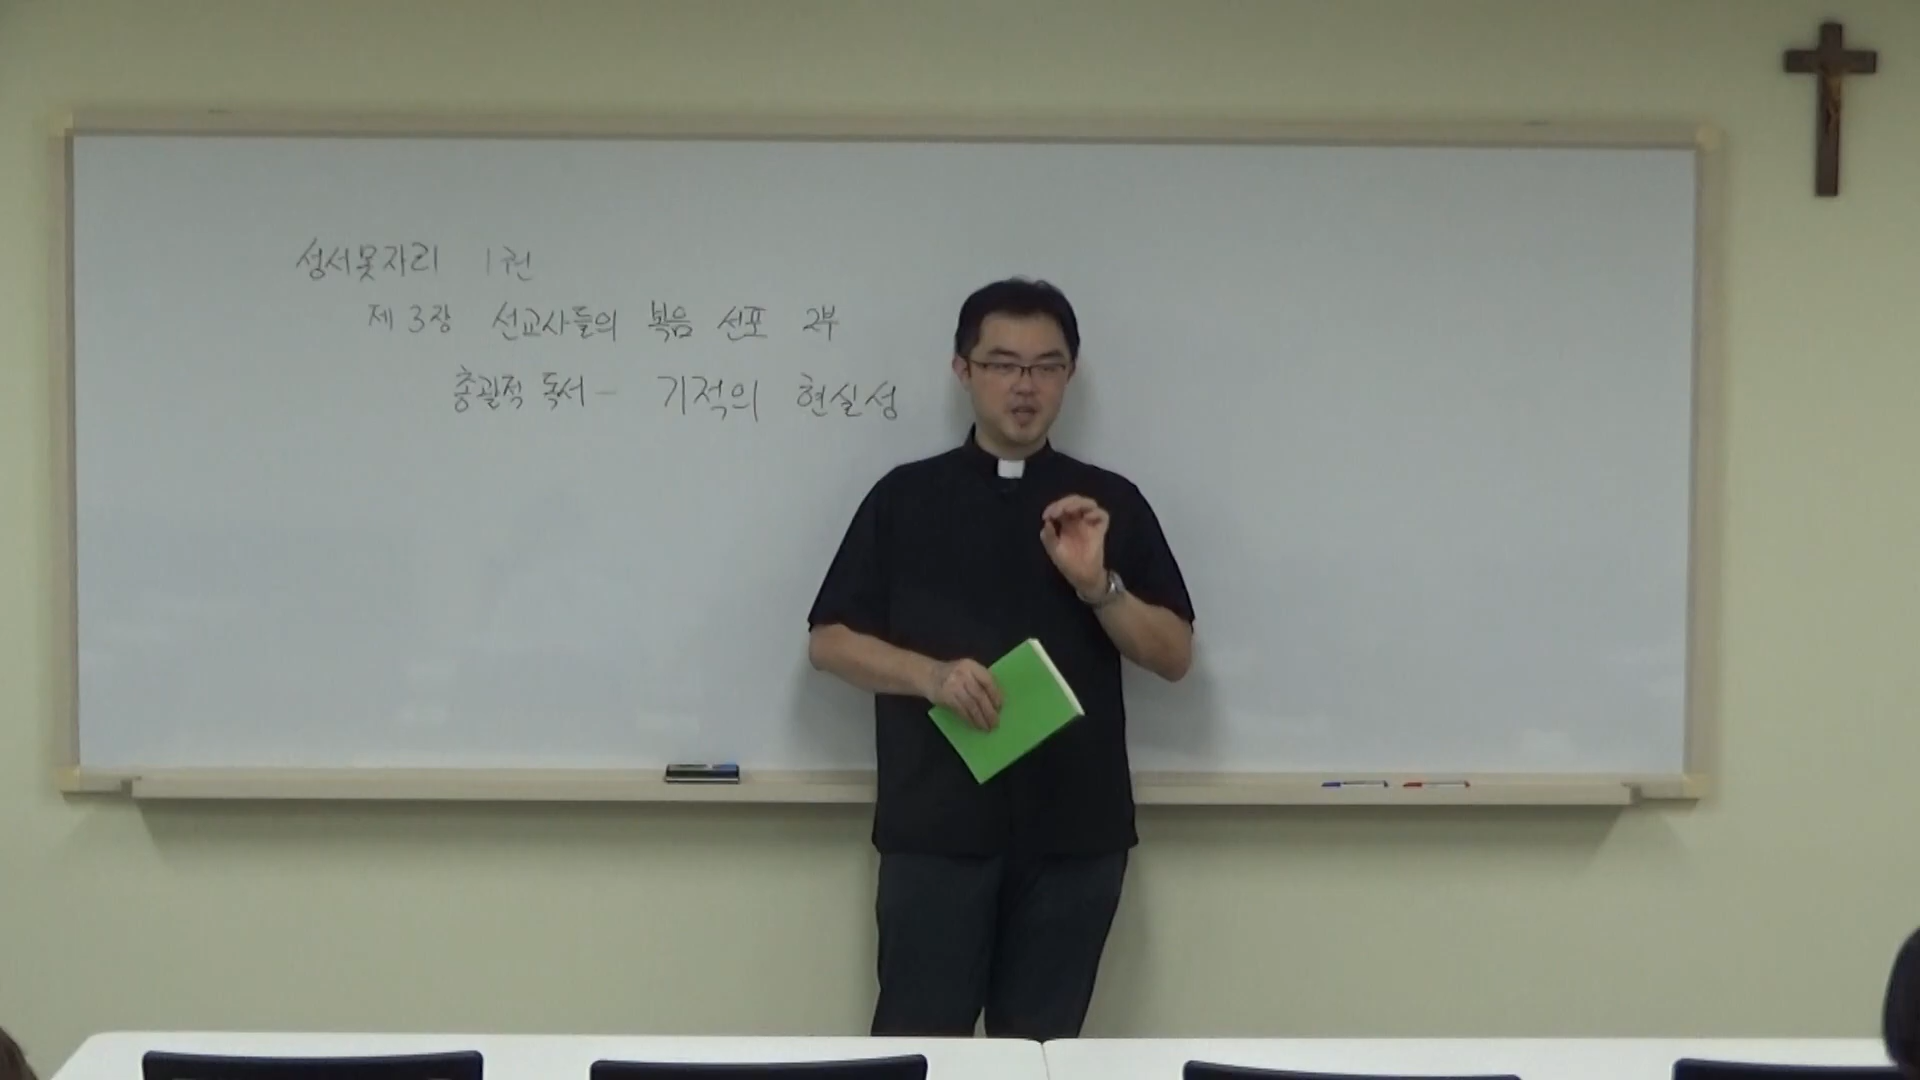 성서못자리 1권
제 3장 선교사들의 복음 선포 2부
총괄적 독서 - 기적의 현실성